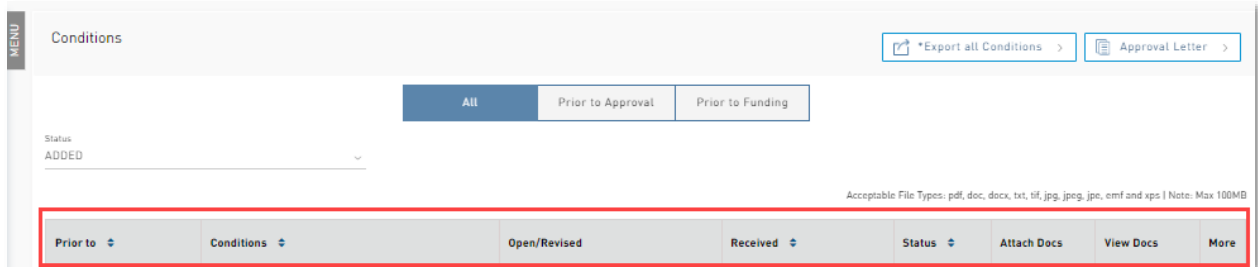 MENU
Conditions
*Export all Conditions >
Approval Letter >
All
Prior to Approval
Prior to Funding
Status
ADDED
Acceptable File Types: pdf, doc, docx, txt, tif, jpg, jpeg, jpe, emf and xps | Note: Max 100MB
Prior to Conditions Open/Revised Received Status Attach Docs View Docs More